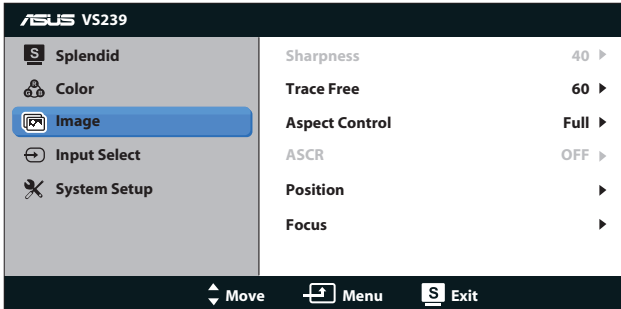 ASUS VS239
S Splendid
Color
Image
Input Select
System Setup
Sharpness 40
Trace Free 60
Aspect Control Full
ASCR OFF
Position
Focus
Move Menu S Exit